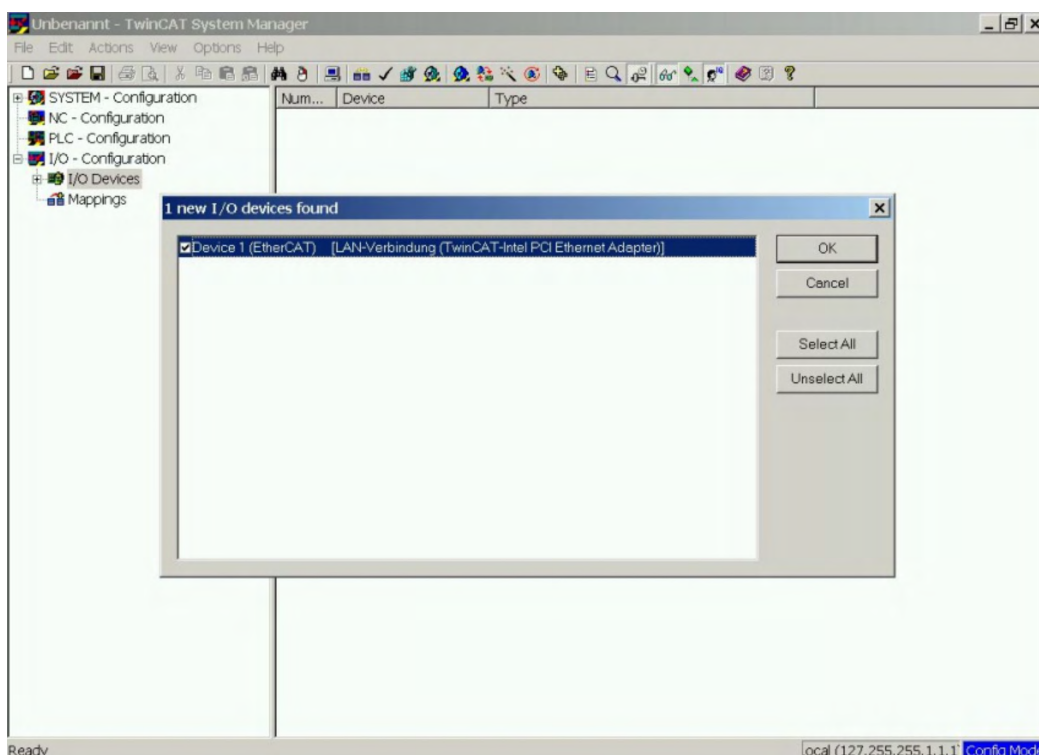 Unbenannt - TwinCAT System Manager
File Edit Actions View Options Help
SYSTEM - Configuration
NC - Configuration
PLC - Configuration
I/O - Configuration
I/O Devices
Mappings
Num... Device Type
1 new I/O devices found
Device 1 (EtherCAT) [LAN-Verbindung (TwinCAT-Intel PCI Ethernet Adapter)]
OK
Cancel
Select All
Unselect All
Ready
ocal (127.255.255.1.1.1) Config Mode